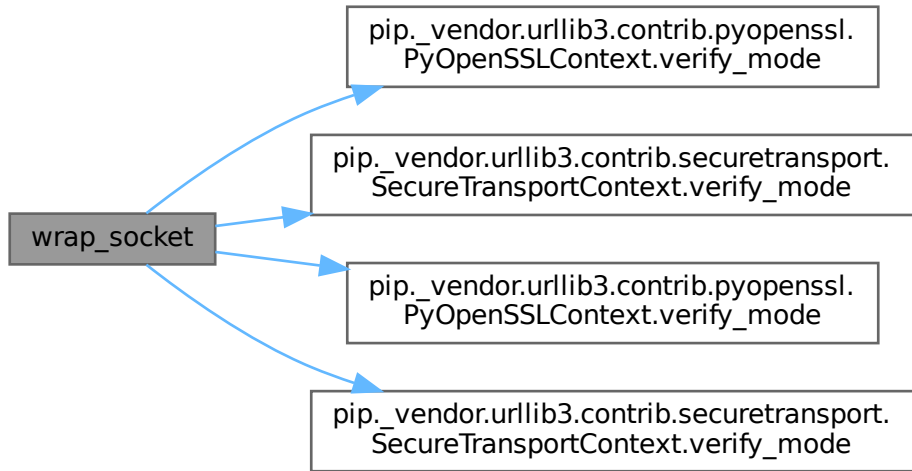 pip._vendor.urllib3.contrib.pyopenssl.
PyOpenSSLContext.verify_mode
pip._vendor.urllib3.contrib.securetransport.
SecureTransportContext.verify_mode
wrap_socket
pip._vendor.urllib3.contrib.pyopenssl.
PyOpenSSLContext.verify_mode
pip._vendor.urllib3.contrib.securetransport.
SecureTransportContext.verify_mode